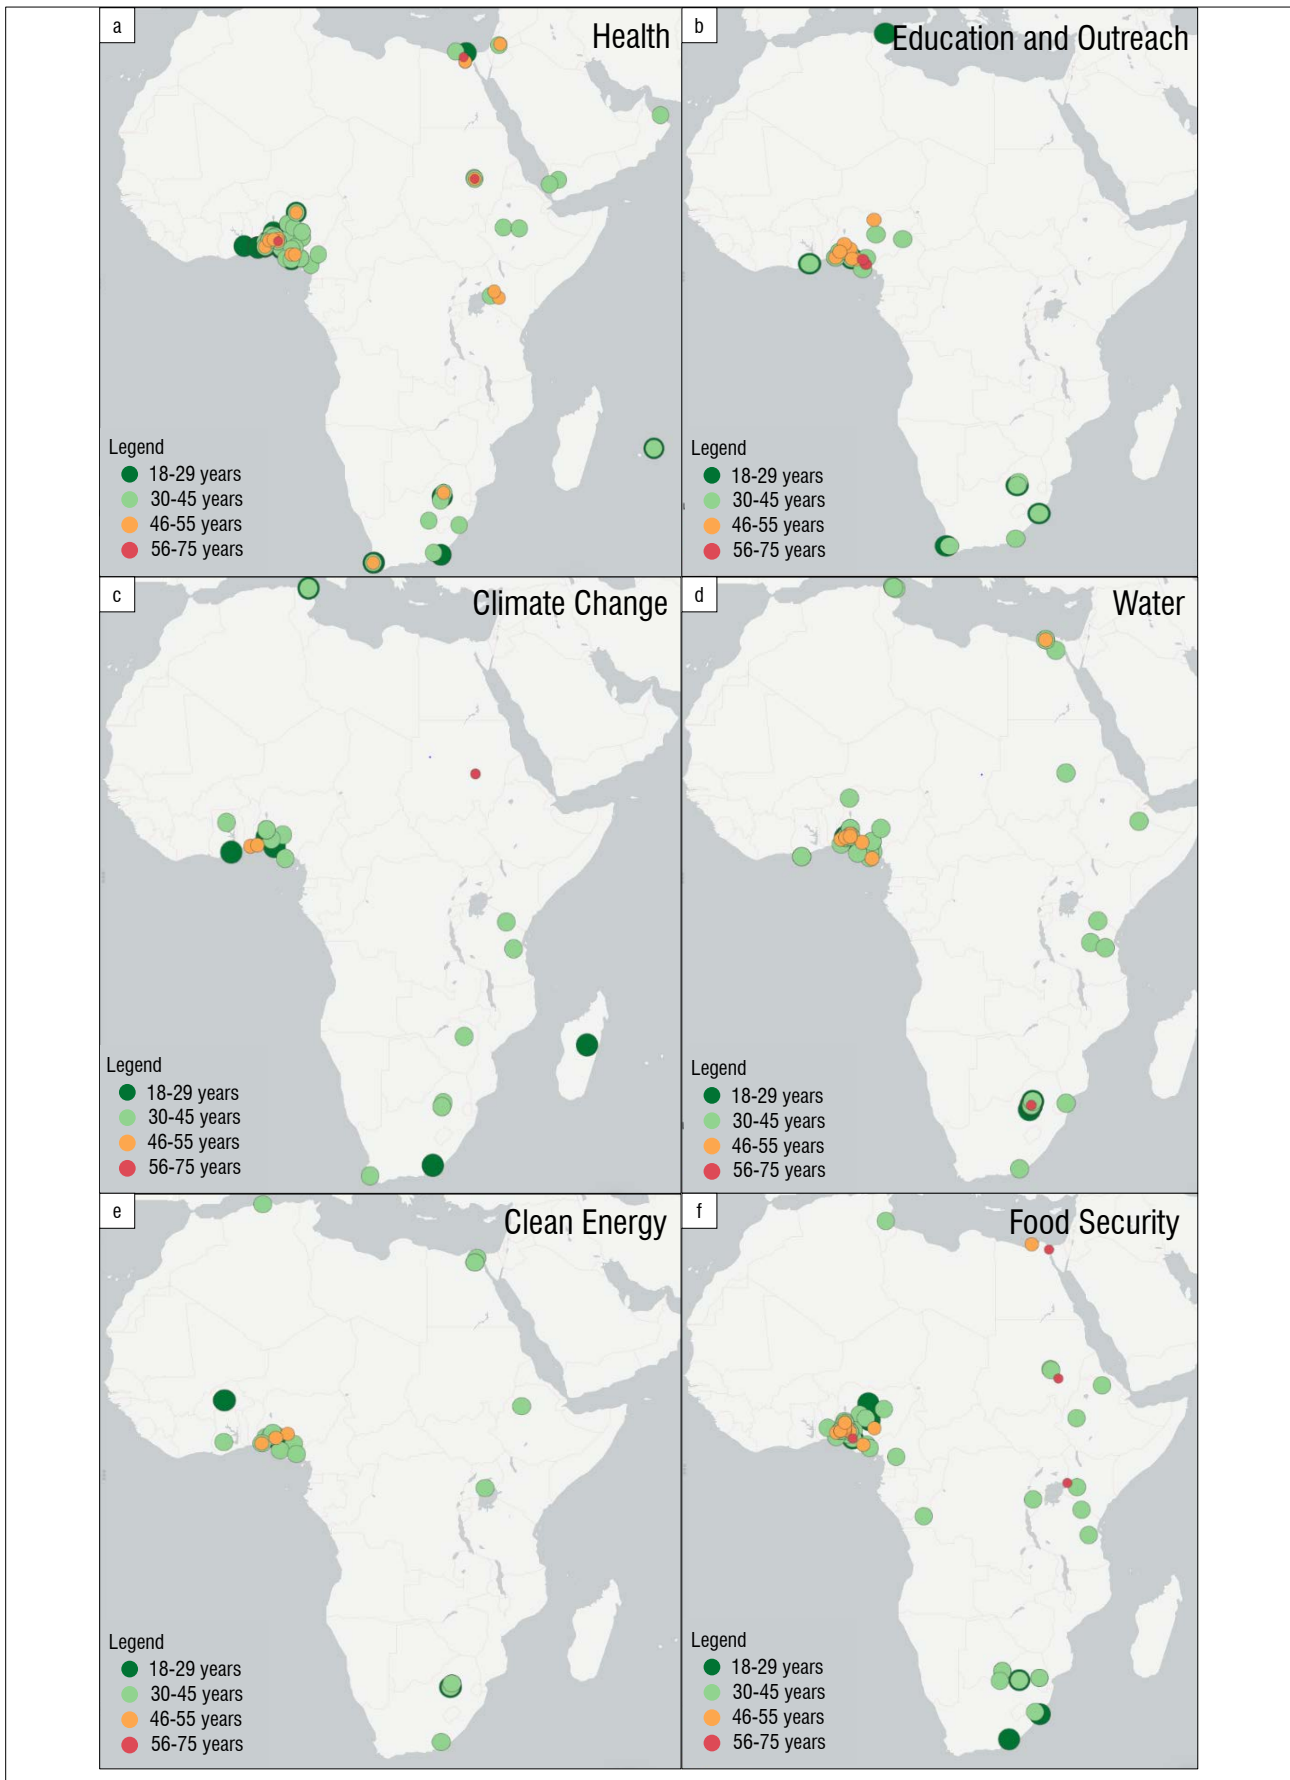 a
Health
Legend
18-29 years
30-45 years
46-55 years
56-75 years
b
Education and Outreach
Legend
18-29 years
30-45 years
46-55 years
56-75 years
c
Climate Change
Legend
18-29 years
30-45 years
46-55 years
56-75 years
d
Water
Legend
18-29 years
30-45 years
46-55 years
56-75 years
e
Clean Energy
Legend
18-29 years
30-45 years
46-55 years
56-75 years
f
Food Security
Legend
18-29 years
30-45 years
46-55 years
56-75 years